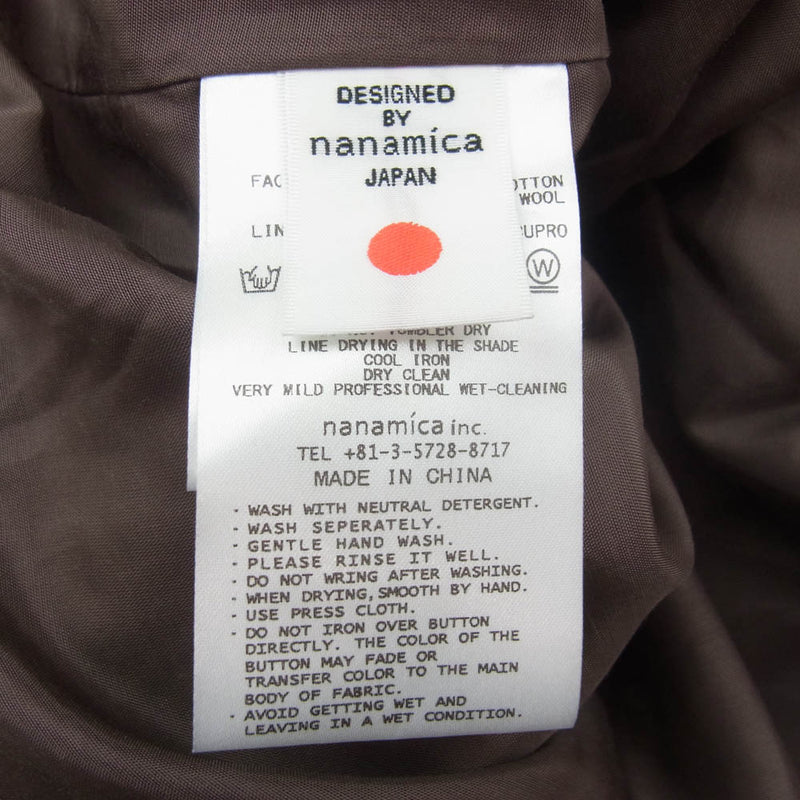 DESIGNED
BY
nanamica
JAPAN
WOOL
W
DRY
LINE DRYING IN THE SHADE
COOL IRON
DRY CLEAN
VERY MILD PROFESSIONAL WET-CLEANING
nanamica inc.
TEL +81-3-5728-8717
MADE IN CHINA
· WASH WITH NEUTRAL DETERGENT.
· WASH SEPERATELY.
· GENTLE HAND WASH.
· PLEASE RINSE IT WELL.
· DO NOT WRING AFTER WASHING.
· WHEN DRYING, SMOOTH BY HAND.
· USE PRESS CLOTH.
· DO NOT IRON OVER BUTTON
DIRECTLY. THE COLOR OF THE
BUTTON MAY FADE OR
TRANSFER COLOR TO THE MAIN
BODY OF FABRIC.
· AVOID GETTING WET AND
LEAVING IN A WET CONDITION.